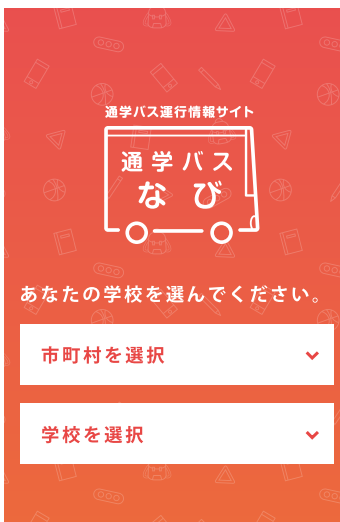 通学バス運行情報サイト
通学バス
なび
あなたの学校を選んでください。
市町村を選択
学校を選択